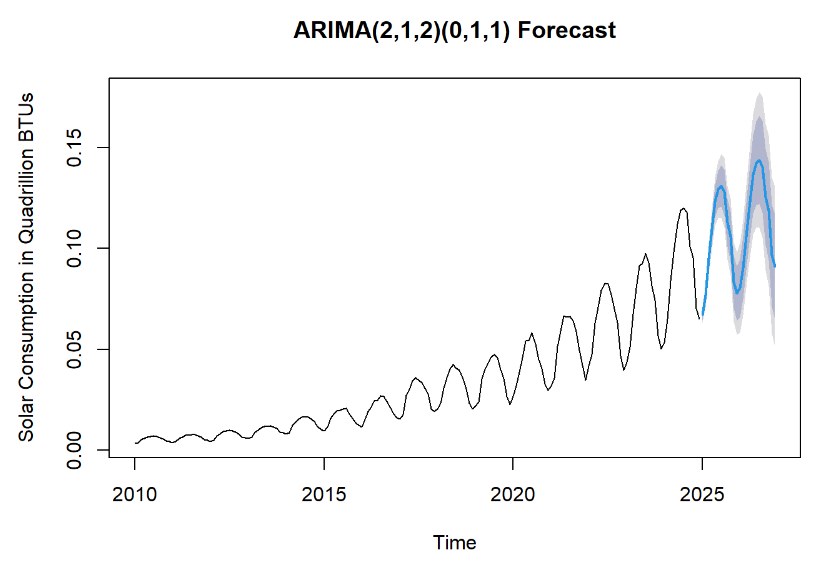 ARIMA(2,1,2)(0,1,1) Forecast
Solar Consumption in Quadrillion BTUs
0.15
0.10
0.05
0.00
2010
2015
2020
2025
Time